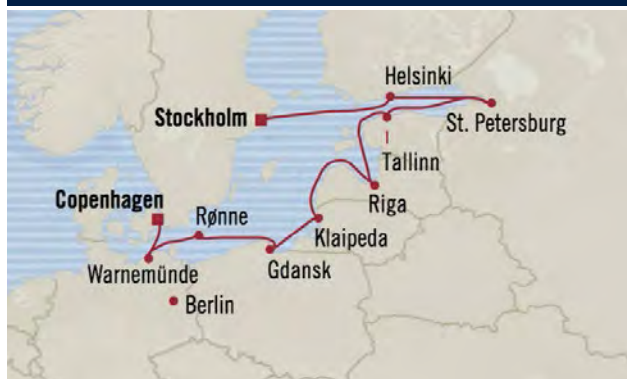 Helsinki
Stockholm
St. Petersburg
Tallinn
Copenhagen
Rønne
Riga
Klaipeda
Warnemünde
Gdansk
Berlin